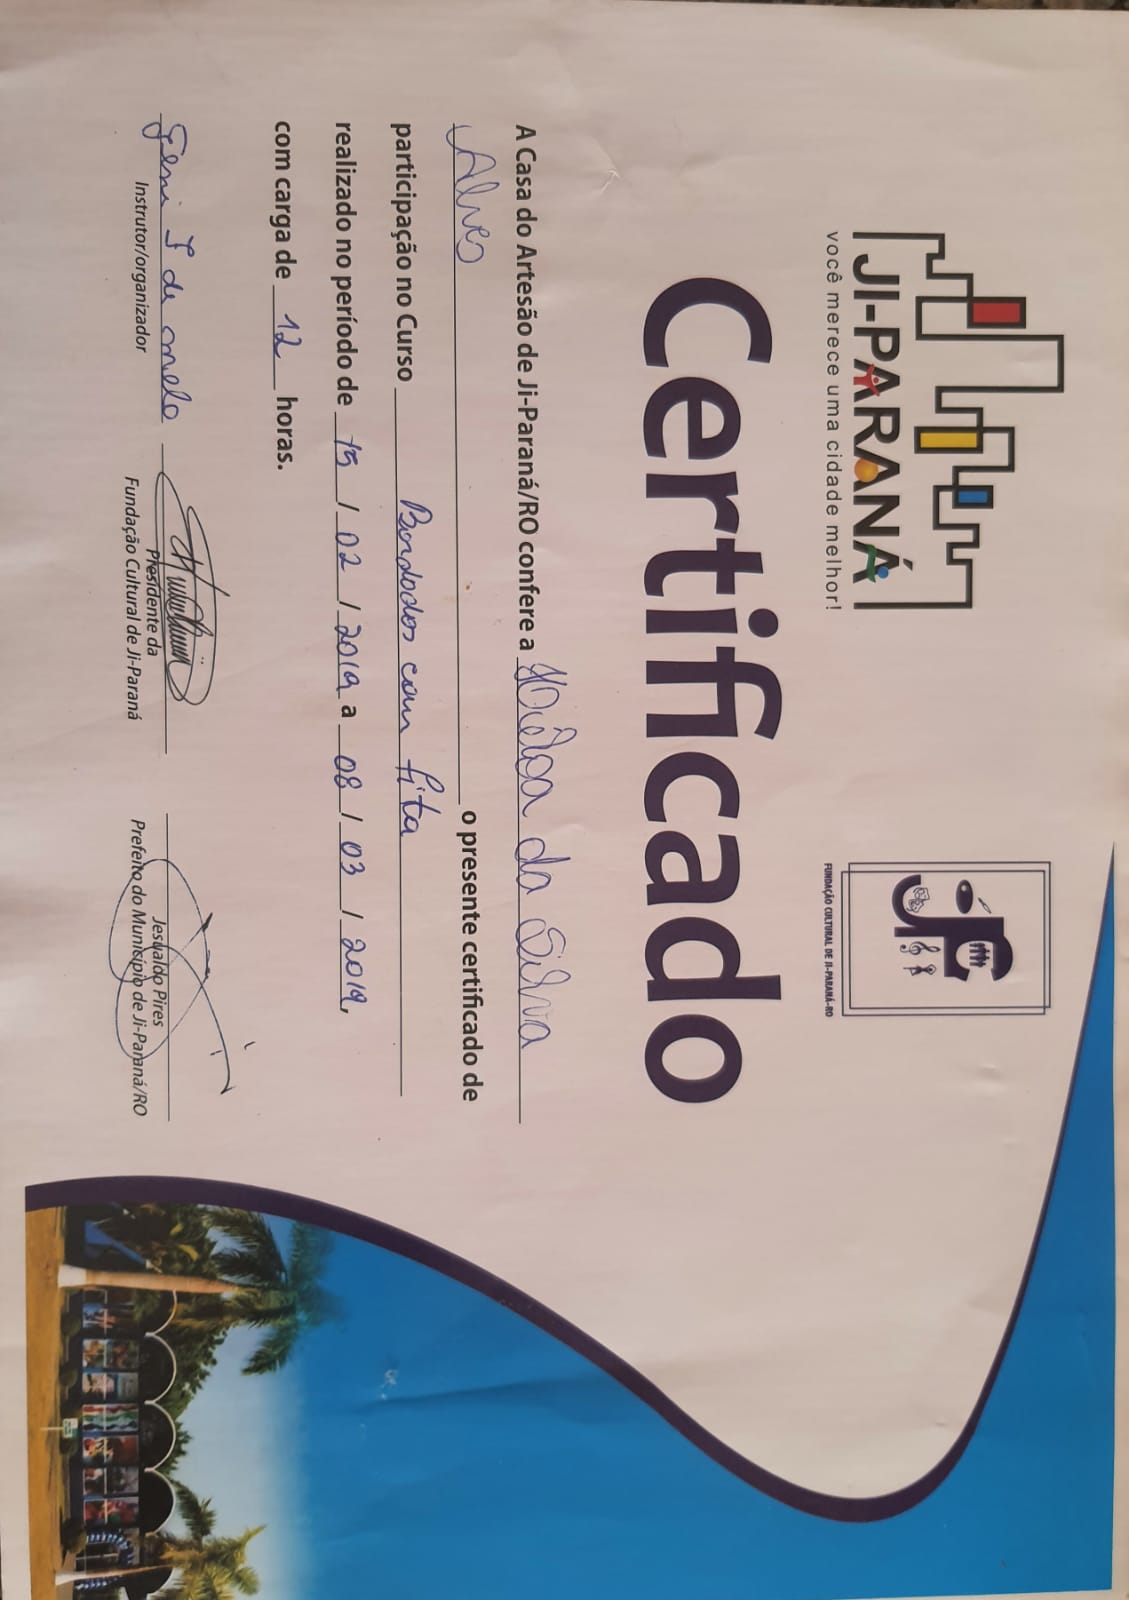 JI-PARANÁ
você merece uma cidade melhor!
FUNDAÇÃO CULTURAL DE JI-PARANÁ-RO
Certificado
A Casa do Artesão de Ji-Paraná/RO confere a da Silva
Alves o presente certificado de
participação no Curso Bordados com fita
realizado no período de 15 / 02 / 2019 a 08 / 03 / 2019,
com carga de 12 horas.
de melo
Instrutor/organizador
Presidente da
Fundação Cultural de Ji-Paraná
Jesualdo Pires
Prefeito do Município de Ji-Paraná/RO